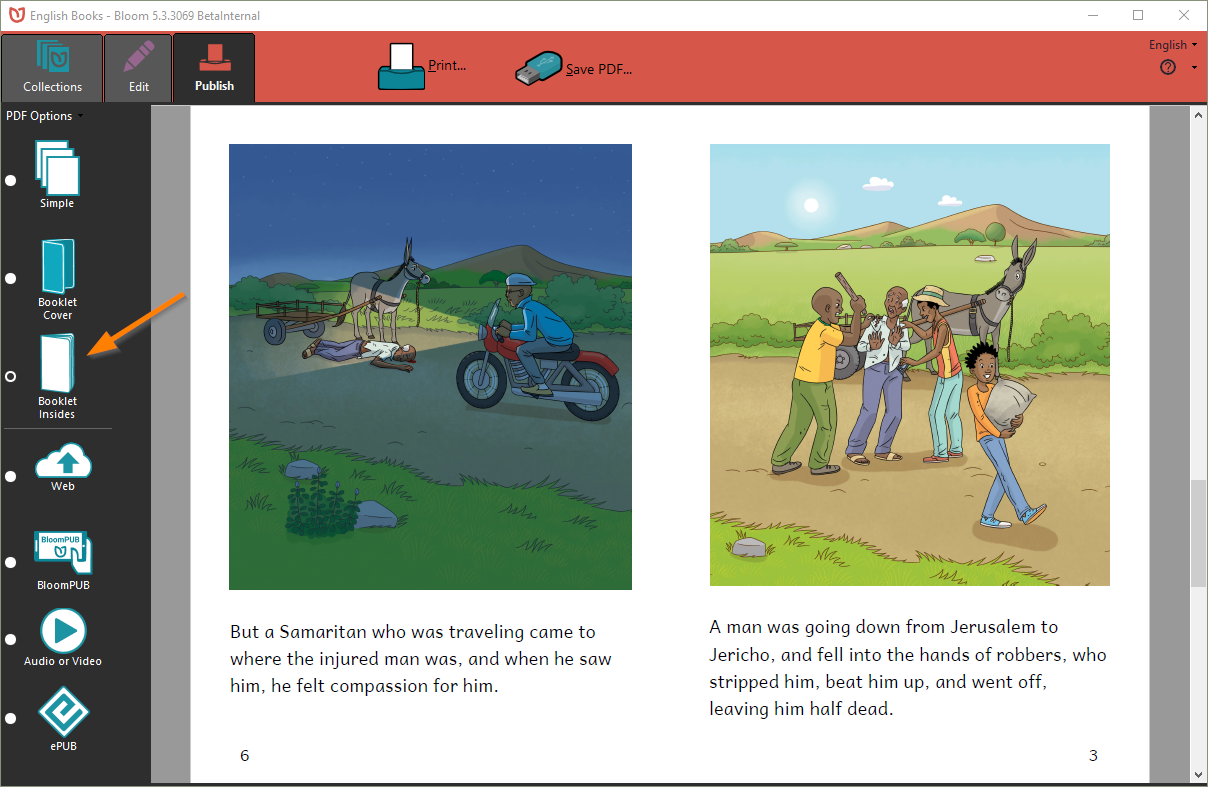 English Books - Bloom 5.3.3069 BetaInternal
Collections
Edit
Publish
Print...
Save PDF...
English
PDF Options
Simple
Booklet
Cover
Booklet
Insides
Web
BloomPUB
BloomPUB
Audio or Video
ePUB
But a Samaritan who was traveling came to
where the injured man was, and when he saw
him, he felt compassion for him.
6
A man was going down from Jerusalem to
Jericho, and fell into the hands of robbers, who
stripped him, beat him up, and went off,
leaving him half dead.
3